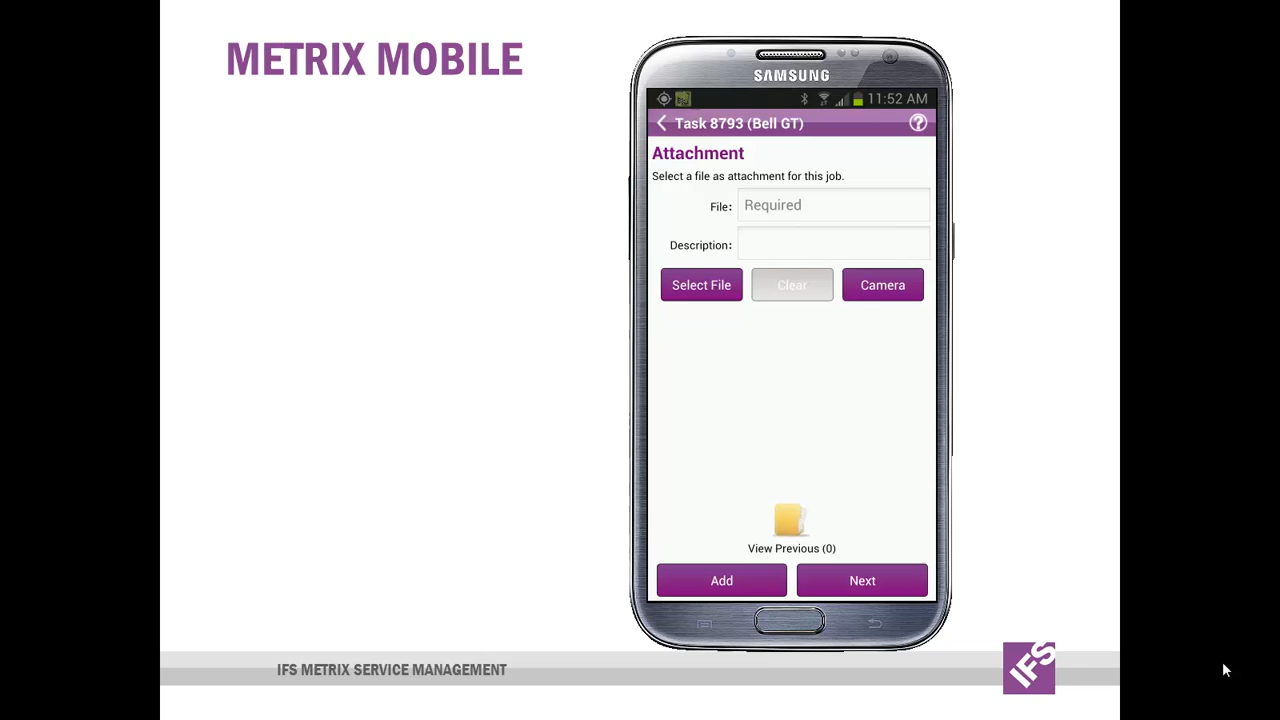 METRIX MOBILE
SAMSUNG
11:52 AM
Task 8793 (Bell GT)
?
Attachment
Select a file as attachment for this job.
File: Required
Description:
Select File Clear Camera
View Previous (0)
Add Next
IFS METRIX SERVICE MANAGEMENT
IFS